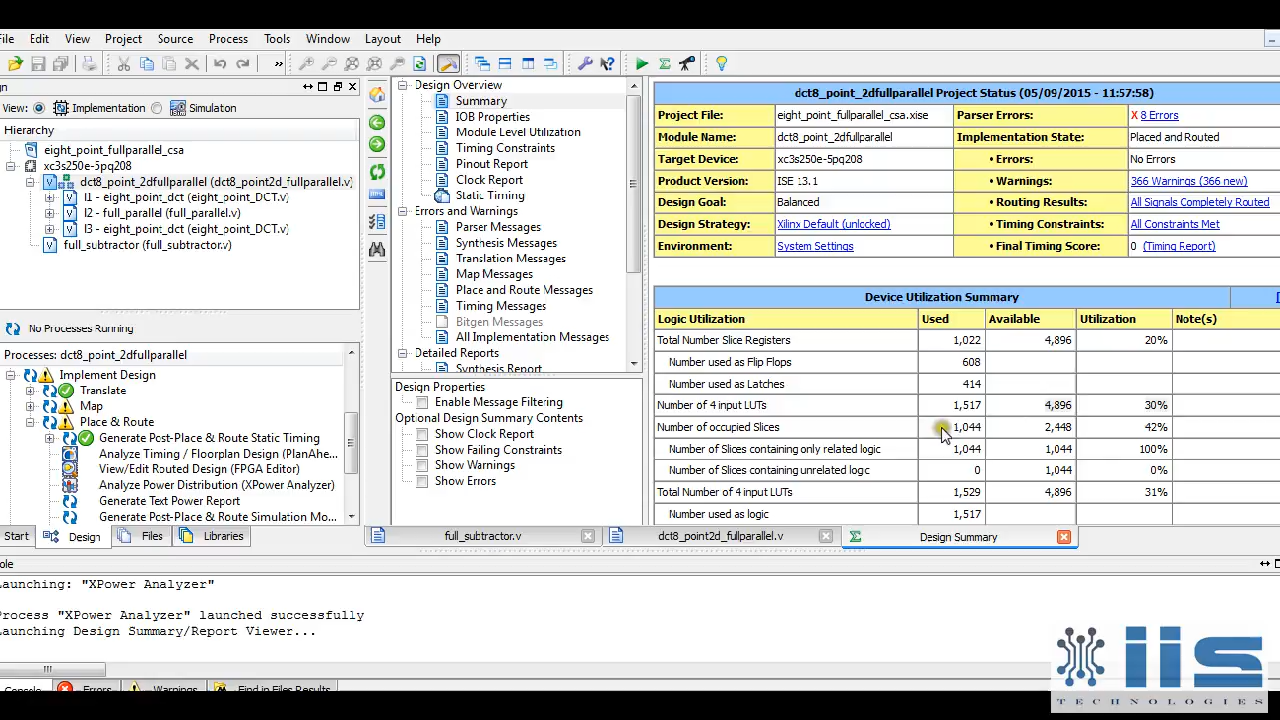 File Edit View Project Source Process Tools Window Layout Help
View: Implementation Simulation
Hierarchy
eight_point_fullparallel_csa
xc3s250e-5pq208
dct8_point_2dfullparallel (dct8_point2d_fullparallel.v)
I1 - eight_point_dct (eight_point_DCT.v)
I2 - full_parallel (full_parallel.v)
I3 - eight_point_dct (eight_point_DCT.v)
full_subtractor (full_subtractor.v)
No Processes Running
Processes: dct8_point_2dfullparallel
Implement Design
Translate
Map
Place & Route
Generate Post-Place & Route Static Timing
Analyze Timing / Floorplan Design (PlanAhe...
View/Edit Routed Design (FPGA Editor)
Analyze Power Distribution (XPower Analyzer)
Generate Text Power Report
Generate Post-Place & Route Simulation Mo...
Start Design Files Libraries
Design Overview
Summary
IOB Properties
Module Level Utilization
Timing Constraints
Pinout Report
Clock Report
Static Timing
Errors and Warnings
Parser Messages
Synthesis Messages
Translation Messages
Map Messages
Place and Route Messages
Timing Messages
Bitgen Messages
All Implementation Messages
Detailed Reports
Synthesis Report
Design Properties
Enable Message Filtering
Optional Design Summary Contents
Show Clock Report
Show Failing Constraints
Show Warnings
Show Errors
dct8_point_2dfullparallel Project Status (05/09/2015 - 11:57:58)
Project File: eight_point_fullparallel_csa.xise Parser Errors: X 8 Errors
Module Name: dct8_point_2dfullparallel Implementation State: Placed and Routed
Target Device: xc3s250e-5pq208 • Errors: No Errors
Product Version: ISE 13.1 • Warnings: 366 Warnings (366 new)
Design Goal: Balanced • Routing Results: All Signals Completely Routed
Design Strategy: Xilinx Default (unlocked) • Timing Constraints: All Constraints Met
Environment: System Settings • Final Timing Score: 0 (Timing Report)
Device Utilization Summary
Logic Utilization Used Available Utilization Note(s)
Total Number Slice Registers 1,022 4,896 20%
Number used as Flip Flops 608
Number used as Latches 414
Number of 4 input LUTs 1,517 4,896 30%
Number of occupied Slices 1,044 2,448 42%
Number of Slices containing only related logic 1,044 1,044 100%
Number of Slices containing unrelated logic 0 1,044 0%
Total Number of 4 input LUTs 1,529 4,896 31%
Number used as logic 1,517
full_subtractor.v dct8_point2d_fullparallel.v Design Summary
Launching: "XPower Analyzer"
Process "XPower Analyzer" launched successfully
Launching Design Summary/Report Viewer...
Console Errors Warnings Find in Files Results
iis
TECHNOLOGIES